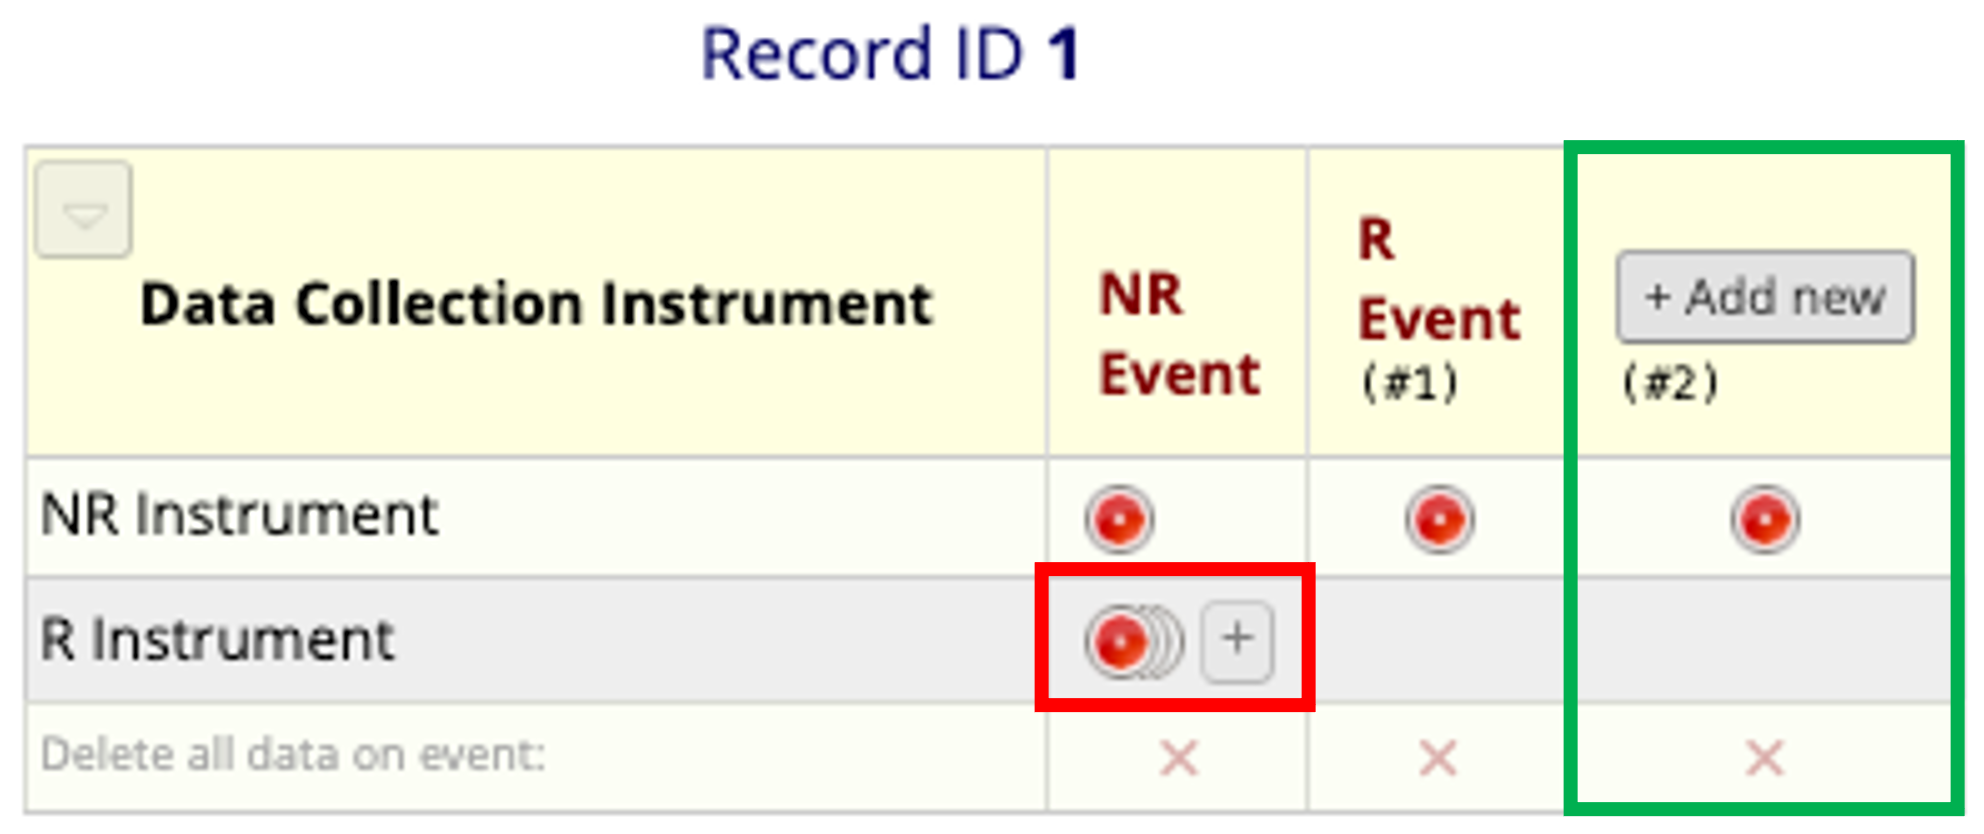 Record ID 1
Data Collection Instrument
NR
Event
R
Event
(#1)
+ Add new
(#2)
NR Instrument
R Instrument
+
Delete all data on event: